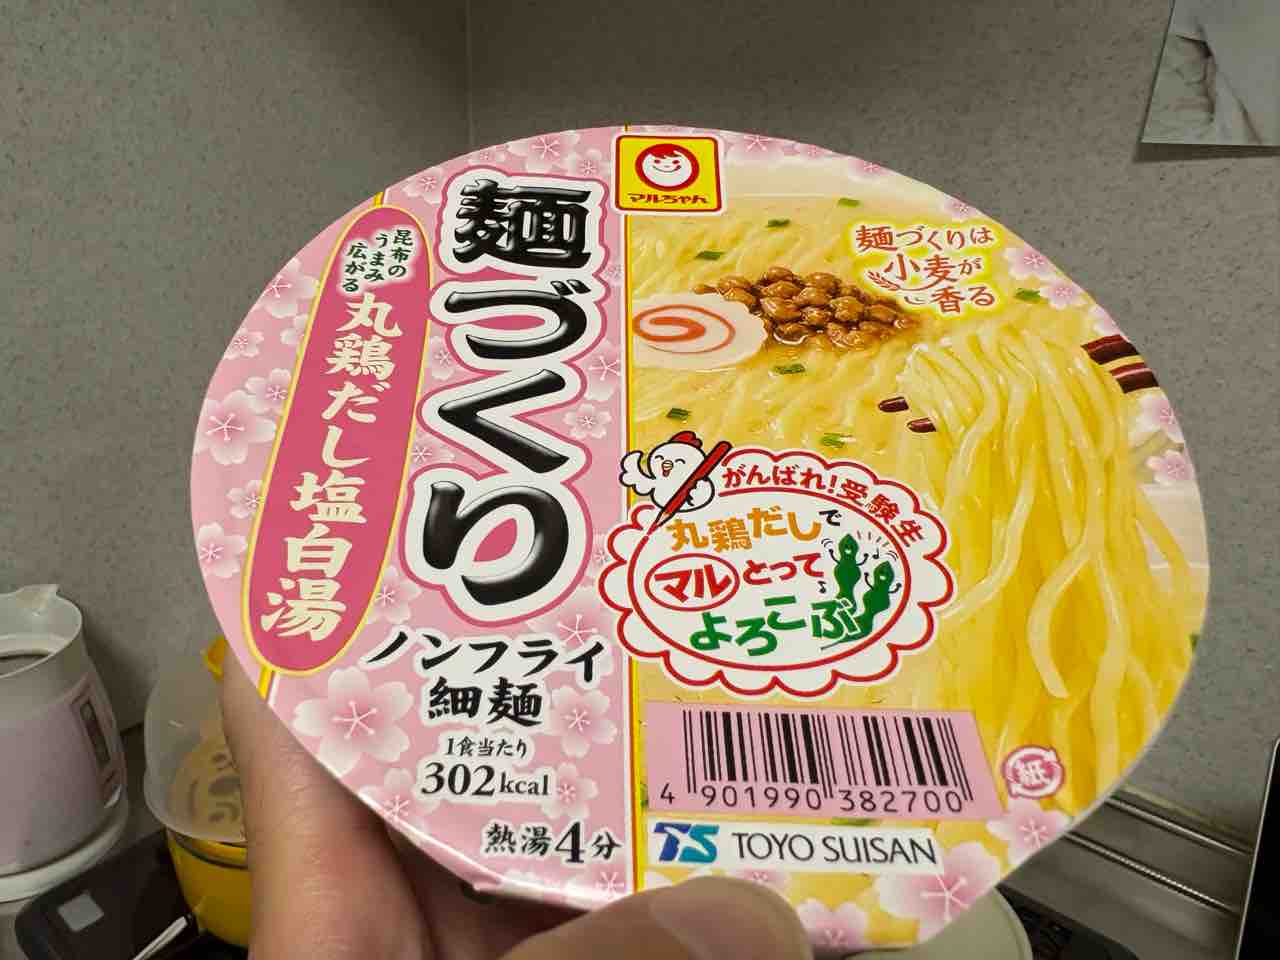 マルちゃん
麺づくり
昆布の
うまみ
広がる
丸鶏だし塩白湯
ノンフライ
細麺
1食当たり
302kcal
熱湯4分
麺づくりは
小麦が
香る
がんばれ!受験生
丸鶏だしで
マルとって♪
よろこぶ
4 901990 382700
紙
TS TOYO SUISAN